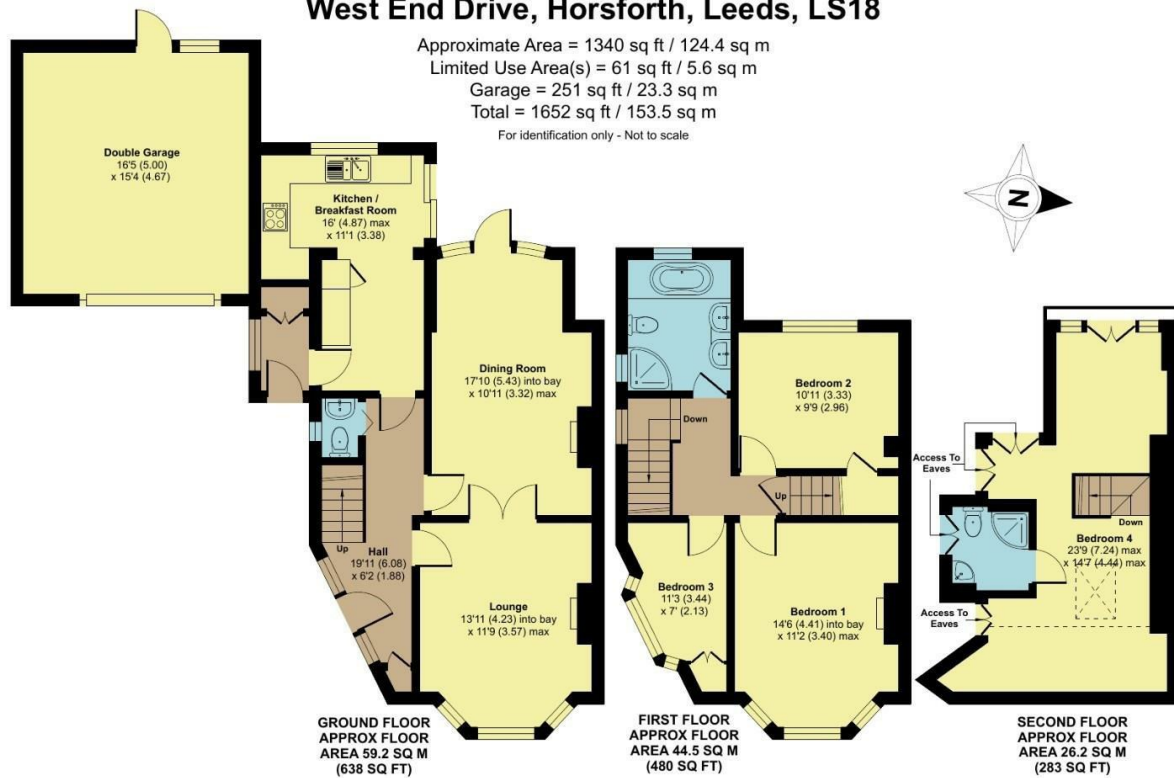 West End Drive, Horsforth, Leeds, LS18
Approximate Area = 1340 sq ft / 124.4 sq m
Limited Use Area(s) = 61 sq ft / 5.6 sq m
Garage = 251 sq ft / 23.3 sq m
Total = 1652 sq ft / 153.5 sq m
For identification only - Not to scale
Double Garage
16'5 (5.00)
x 15'4 (4.67)
Kitchen /
Breakfast Room
16' (4.87) max
x 11'1 (3.38)
N
Dining Room
17'10 (5.43) into bay
x 10'11 (3.32) max
Up
Hall
19'11 (6.08)
x 6'2 (1.88)
Lounge
13'11 (4.23) into bay
x 11'9 (3.57) max
GROUND FLOOR
APPROX FLOOR
AREA 59.2 SQ M
(638 SQ FT)
Bedroom 2
10'11 (3.33)
x 9'9 (2.96)
Down
Up
Bedroom 3
11'3 (3.44)
x 7' (2.13)
Bedroom 1
14'6 (4.41) into bay
x 11'2 (3.40) max
FIRST FLOOR
APPROX FLOOR
AREA 44.5 SQ M
(480 SQ FT)
Access To
Eaves
Down
Bedroom 4
23'9 (7.24) max
x 14'7 (4.44) max
Access To
Eaves
SECOND FLOOR
APPROX FLOOR
AREA 26.2 SQ M
(283 SQ FT)